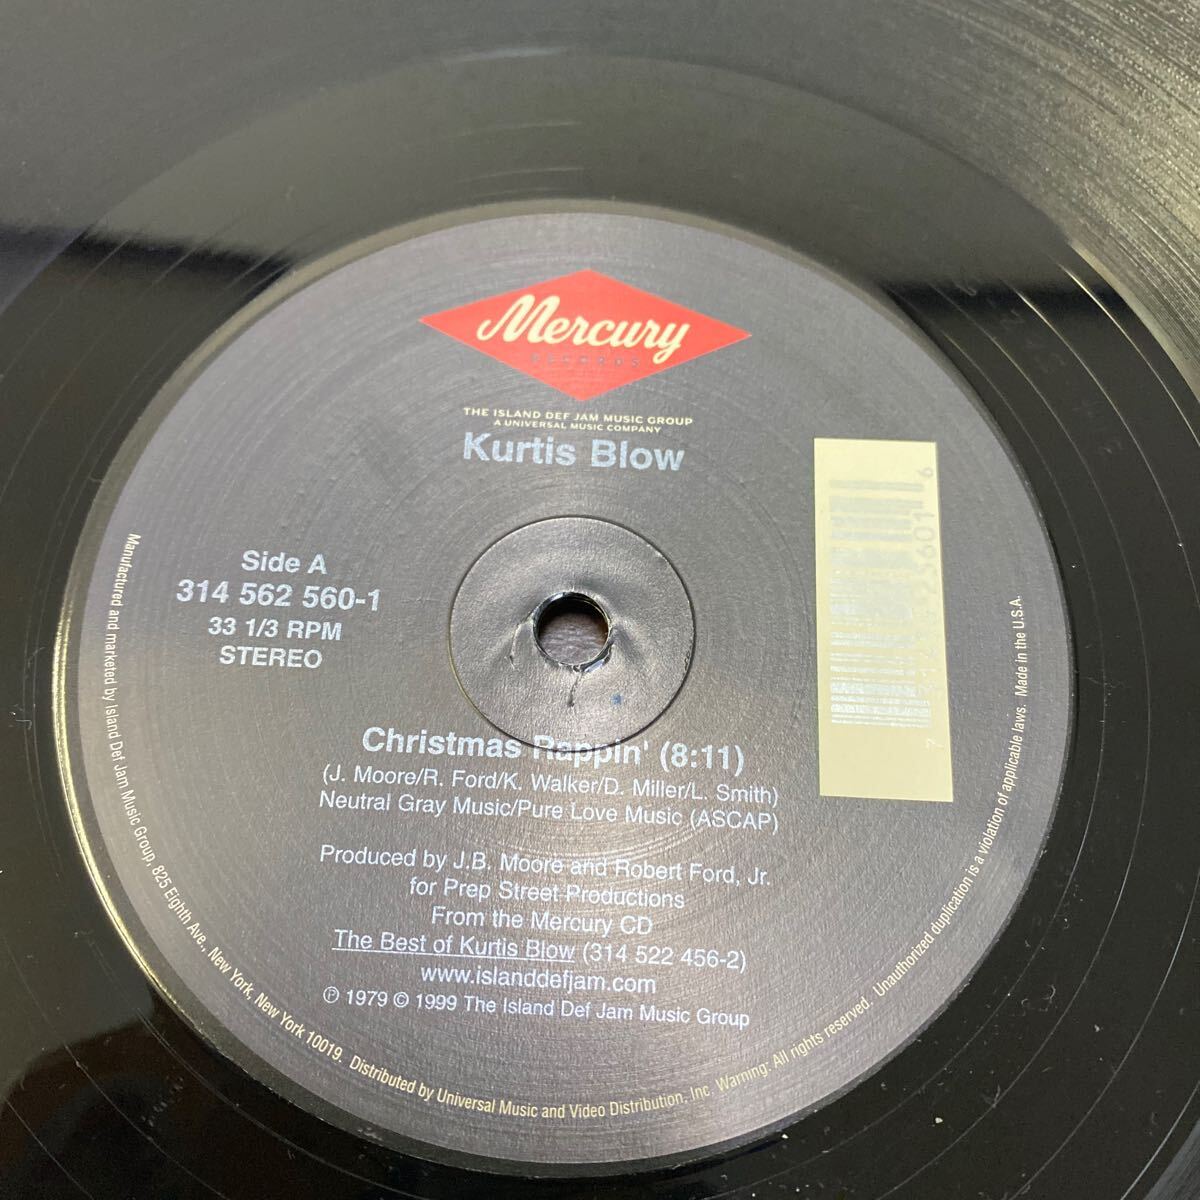 Mercury
RECORDS
THE ISLAND DEF JAM MUSIC GROUP
A UNIVERSAL MUSIC COMPANY
Kurtis Blow
Side A
314 562 560-1
33 1/3 RPM
STEREO
Christmas Rappin' (8:11)
(J. Moore/R. Ford/K. Walker/D. Miller/L. Smith)
Neutral Gray Music/Pure Love Music (ASCAP)
Produced by J.B. Moore and Robert Ford, Jr.
for Prep Street Productions
From the Mercury CD
The Best of Kurtis Blow (314 522 456-2)
www.islanddefjam.com
℗ 1979 © 1999 The Island Def Jam Music Group
Manufactured and marketed by Island Def Jam Music Group, 825 Eighth Ave., New York, New York 10019. Distributed by Universal Music and Video Distribution, Inc. Warning: All rights reserved. Unauthorized duplication is a violation of applicable laws. Made in the U.S.A.